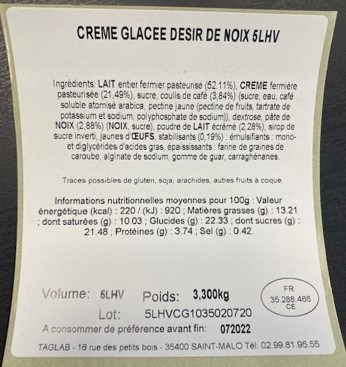 CREME GLACEE DESIR DE NOIX 5LHV
Ingrédients: LAIT entier fermier pasteurisé (52.11%), CREME fermière
pasteurisée (21,49%), sucre, coulis de café (3,84%) (sucre, eau, café
soluble atomisé arabica, pectine jaune (pectine de fruits, tartrate de
potassium et sodium, polyphosphate de sodium)), dextrose, pâte de
NOIX (2,88%) (NOIX, sucre), poudre de LAIT écrémé (2,28%), sirop de
sucre inverti, jaunes d'ŒUFS, stabilisants (0,19%) : émulsifiants : mono-
et diglycérides d'acides gras, épaississants : farine de graines de
caroube, alginate de sodium, gomme de guar, carraghénanes.
Traces possibles de gluten, soja, arachides, autres fruits à coque.
Informations nutritionnelles moyennes pour 100g : Valeur
énergétique (kcal) : 220 / (kJ) : 920 ; Matières grasses (g) : 13.21
; dont saturées (g) : 10.03 ; Glucides (g) : 22.33 ; dont sucres (g) :
21.48 ; Protéines (g) : 3.74 ; Sel (g) : 0.42.
Volume: 5LHV Poids: 3,300kg
FR
35.288.466
CE
Lot: 5LHVCG1035020720
A consommer de préférence avant fin: 072022
TAGLAB - 16 rue des petits bois - 35400 SAINT-MALO Tél: 02.99.81.95.55